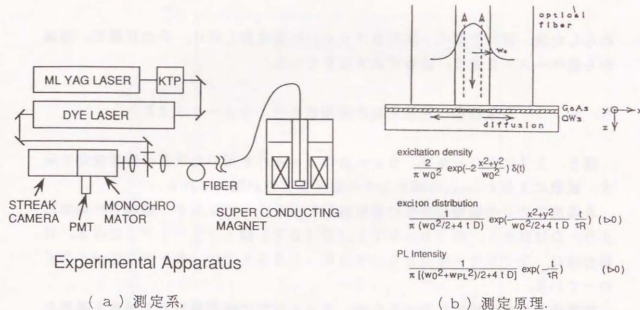 ML YAG LASER
KTP
DYE LASER
STREAK
CAMERA
PMT
MONOCHRO
MATOR
FIBER
SUPER CONDUCTING
MAGNET
Experimental Apparatus
(a) 測定系.
optical
fiber
w₀
GaAs
QWs
diffusion
y
x
z
exicitation density
2/(π w0²) exp(-2 (x²+y²)/w0²) δ(t)
exciton distribution
1/(π (w0²/2+4 t D)) exp(-(x²+y²)/(w0²/2+4 t D) - t/τR) (t>0)
PL Intensity
1/(π [(w0²+wPL²)/2+4 t D]) exp(-t/τR) (t>0)
(b) 測定原理.